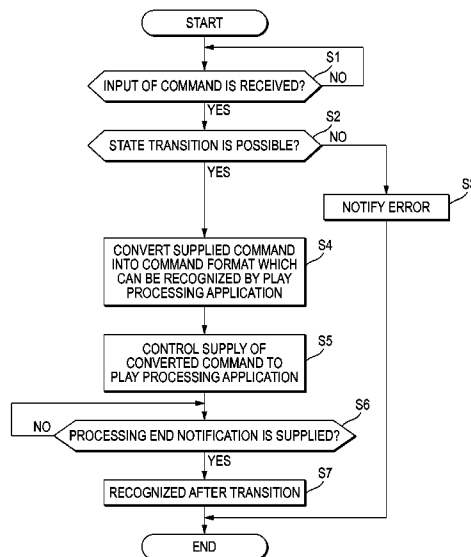 START
S1
INPUT OF COMMAND IS RECEIVED?
NO
YES
S2
STATE TRANSITION IS POSSIBLE?
NO
YES
S3
NOTIFY ERROR
S4
CONVERT SUPPLIED COMMAND
INTO COMMAND FORMAT WHICH
CAN BE RECOGNIZED BY PLAY
PROCESSING APPLICATION
S5
CONTROL SUPPLY OF
CONVERTED COMMAND TO
PLAY PROCESSING APPLICATION
S6
NO
PROCESSING END NOTIFICATION IS SUPPLIED?
YES
S7
RECOGNIZED AFTER TRANSITION
END